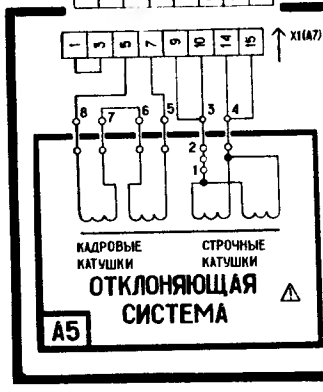 1 3 5 7 9 10 14 15 X1(A7)
8 7 6 5 3 4
2
1
КАДРОВЫЕ СТРОЧНЫЕ
КАТУШКИ КАТУШКИ
ОТКЛОНЯЮЩАЯ
СИСТЕМА
A5